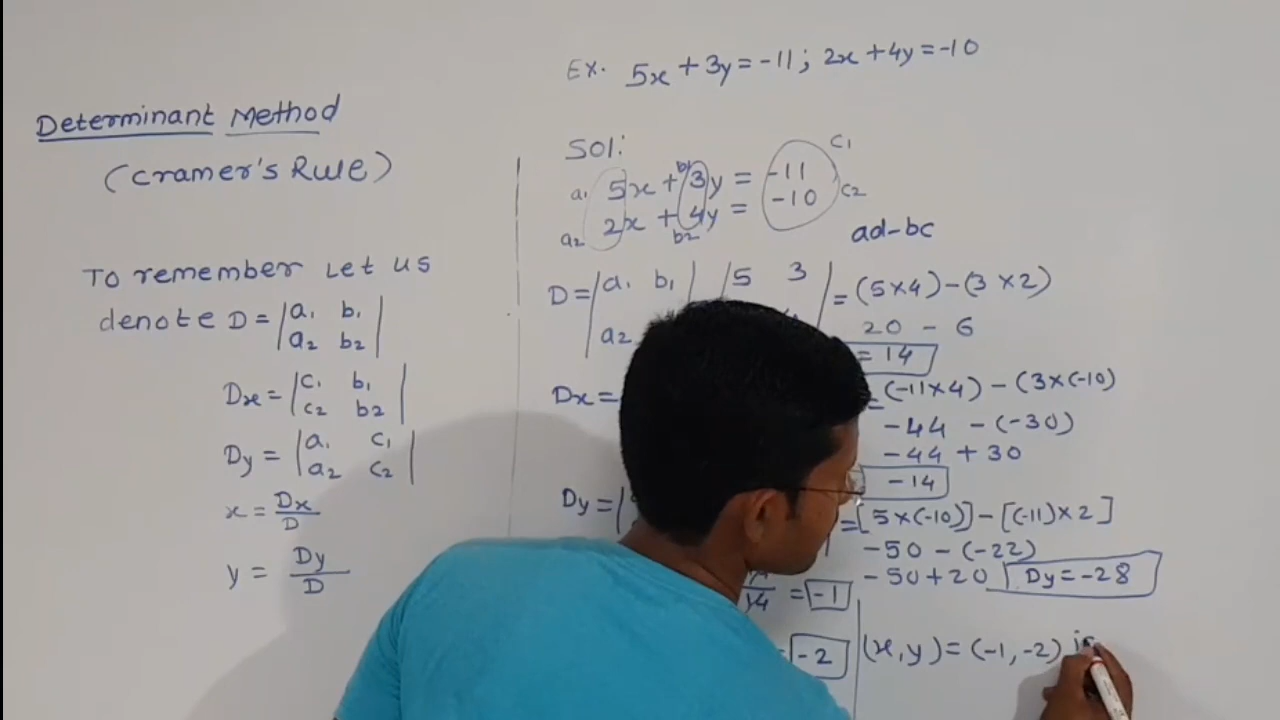 Determinant Method
(Cramer's Rule)
To remember Let us
denote D = |a1 b1|
|a2 b2|
Dx = |c1 b1|
|c2 b2|
Dy = |a1 c1|
|a2 c2|
x = Dx/D
y = Dy/D
Ex. 5x + 3y = -11 ; 2x + 4y = -10
Sol:
a1 5x + b1 3y = -11 c1
a2 2x + 4y = -10 c2
b2
ad-bc
D = |a1 b1| |5 3| = (5×4) - (3×2)
|a2
20 - 6
= 14
Dx = = (-11×4) - (3×(-10)
-44 - (-30)
-44 + 30
-14
Dy = | = [5×(-10)] - [(-11)×2]
-50 - (-22)
-50+20 Dy = -28
14 = -1
= -2
(x, y) = (-1, -2) is